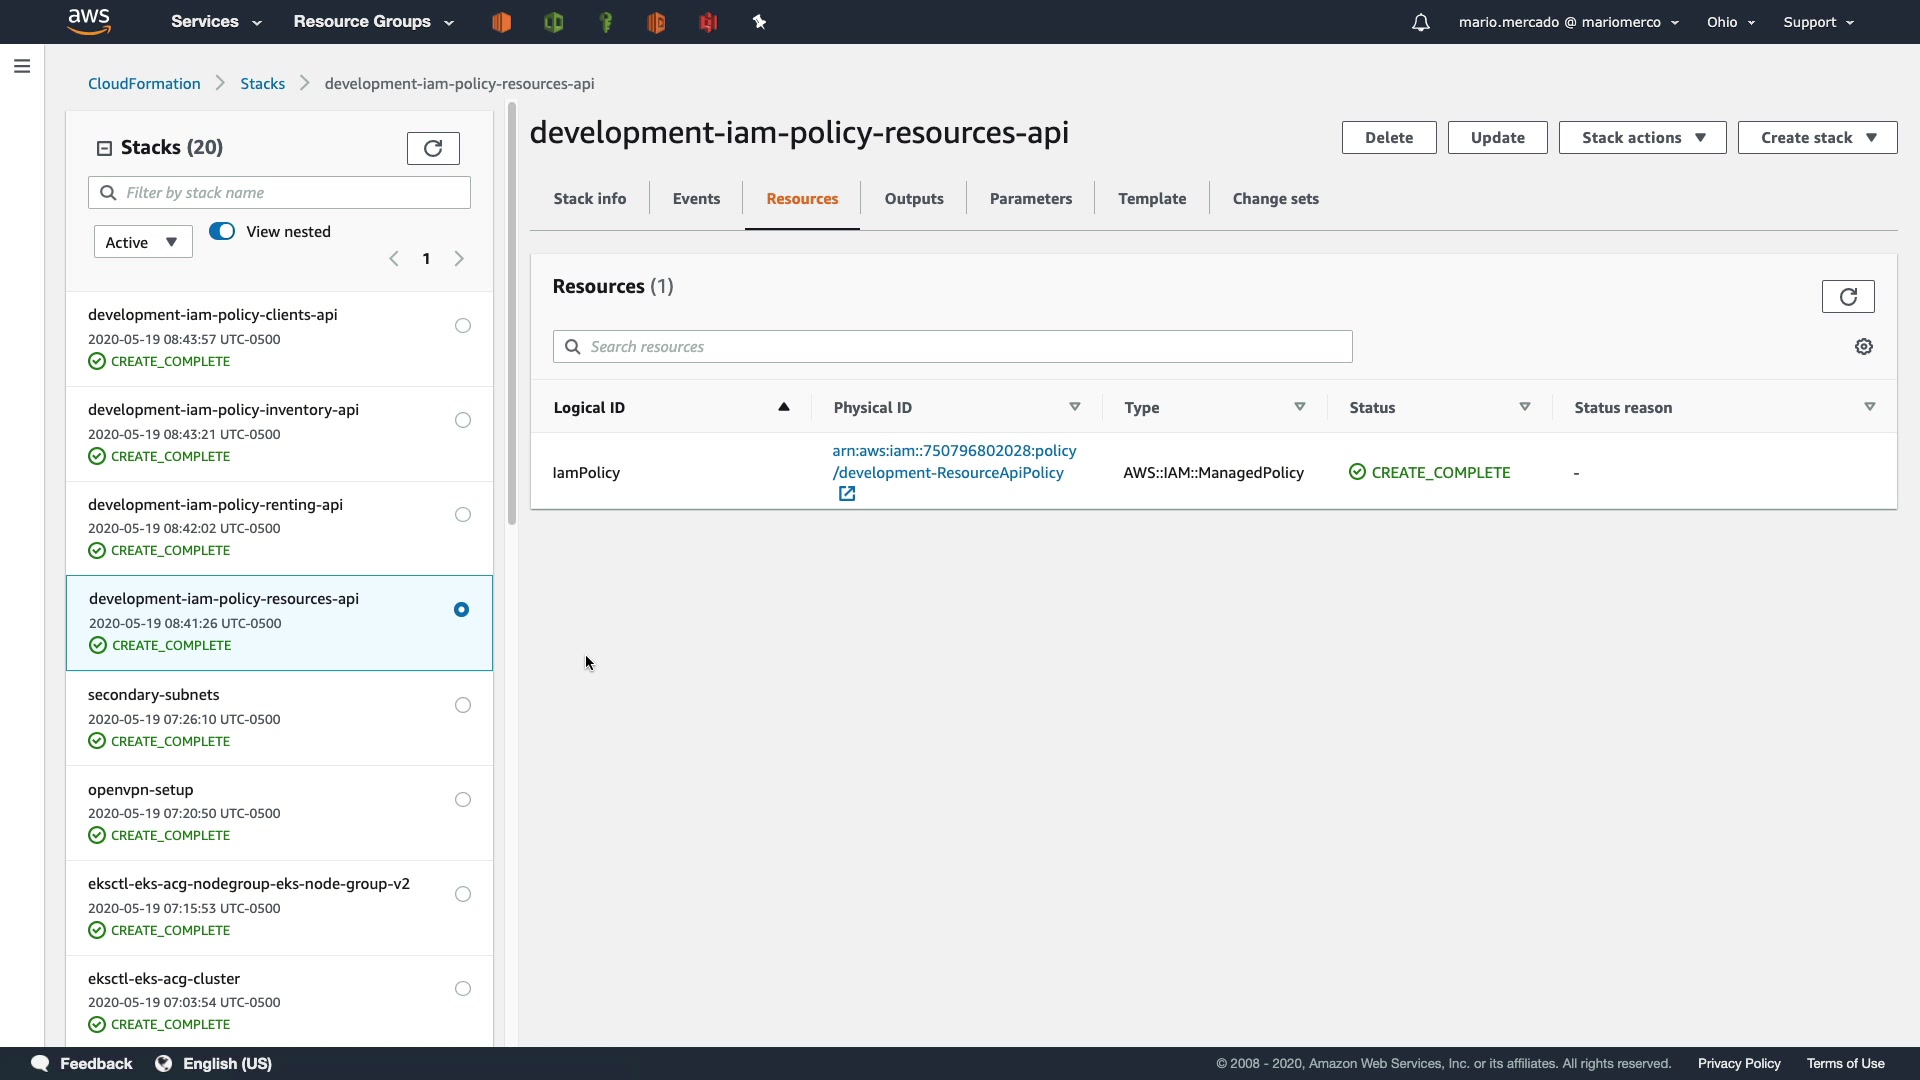 aws Services Resource Groups mario.mercado @ mariomerco Ohio Support
CloudFormation Stacks development-iam-policy-resources-api
Stacks (20)
Filter by stack name
Active View nested
1
development-iam-policy-clients-api
2020-05-19 08:43:57 UTC-0500
CREATE_COMPLETE
development-iam-policy-inventory-api
2020-05-19 08:43:21 UTC-0500
CREATE_COMPLETE
development-iam-policy-renting-api
2020-05-19 08:42:02 UTC-0500
CREATE_COMPLETE
development-iam-policy-resources-api
2020-05-19 08:41:26 UTC-0500
CREATE_COMPLETE
secondary-subnets
2020-05-19 07:26:10 UTC-0500
CREATE_COMPLETE
openvpn-setup
2020-05-19 07:20:50 UTC-0500
CREATE_COMPLETE
eksctl-eks-acg-nodegroup-eks-node-group-v2
2020-05-19 07:15:53 UTC-0500
CREATE_COMPLETE
eksctl-eks-acg-cluster
2020-05-19 07:03:54 UTC-0500
CREATE_COMPLETE
development-iam-policy-resources-api
Delete Update Stack actions Create stack
Stack info Events Resources Outputs Parameters Template Change sets
Resources (1)
Search resources
Logical ID Physical ID Type Status Status reason
IamPolicy arn:aws:iam::750796802028:policy
/development-ResourceApiPolicy AWS::IAM::ManagedPolicy CREATE_COMPLETE -
Feedback English (US) © 2008 - 2020, Amazon Web Services, Inc. or its affiliates. All rights reserved. Privacy Policy Terms of Use